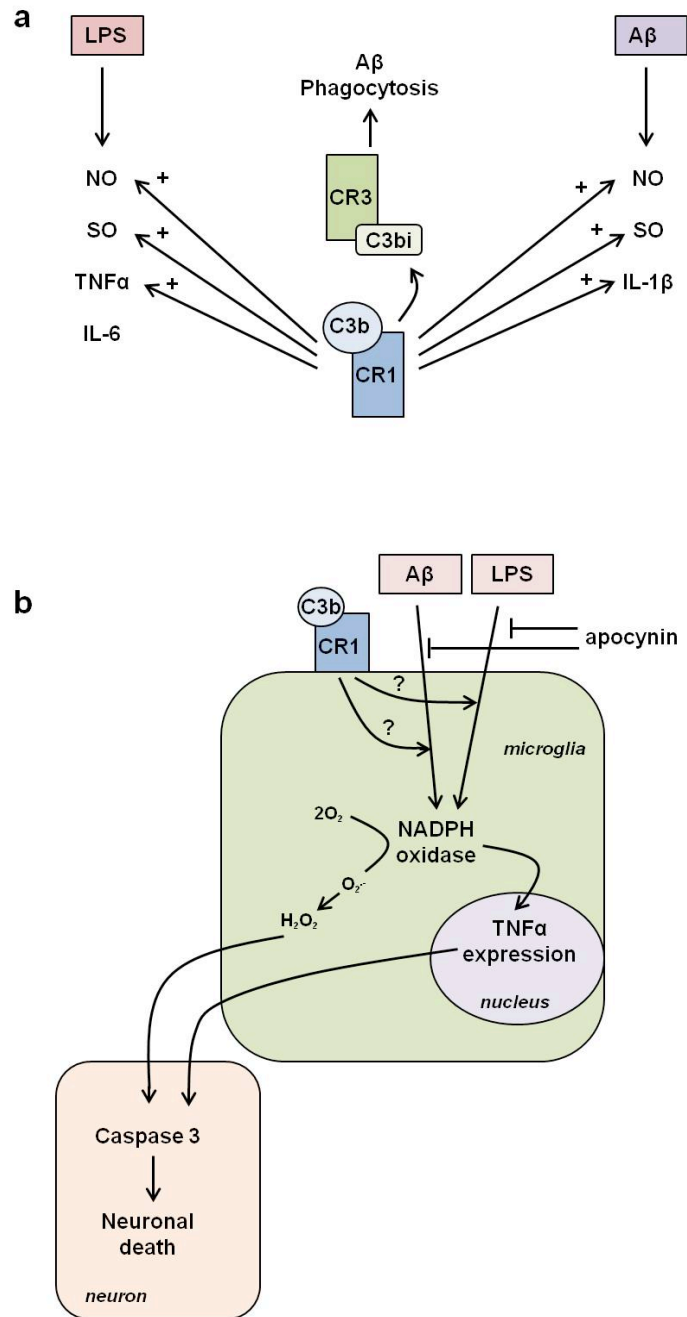 a
LPS
Aβ
Aβ
Phagocytosis
NO
+
+
NO
CR3
SO
+
+
SO
C3bi
TNFα
+
+
IL-1β
IL-6
C3b
CR1
b
Aβ
LPS
C3b
CR1
apocynin
?
?
microglia
2O₂
NADPH
oxidase
O₂·-
H₂O₂
TNFα
expression
nucleus
Caspase 3
Neuronal
death
neuron